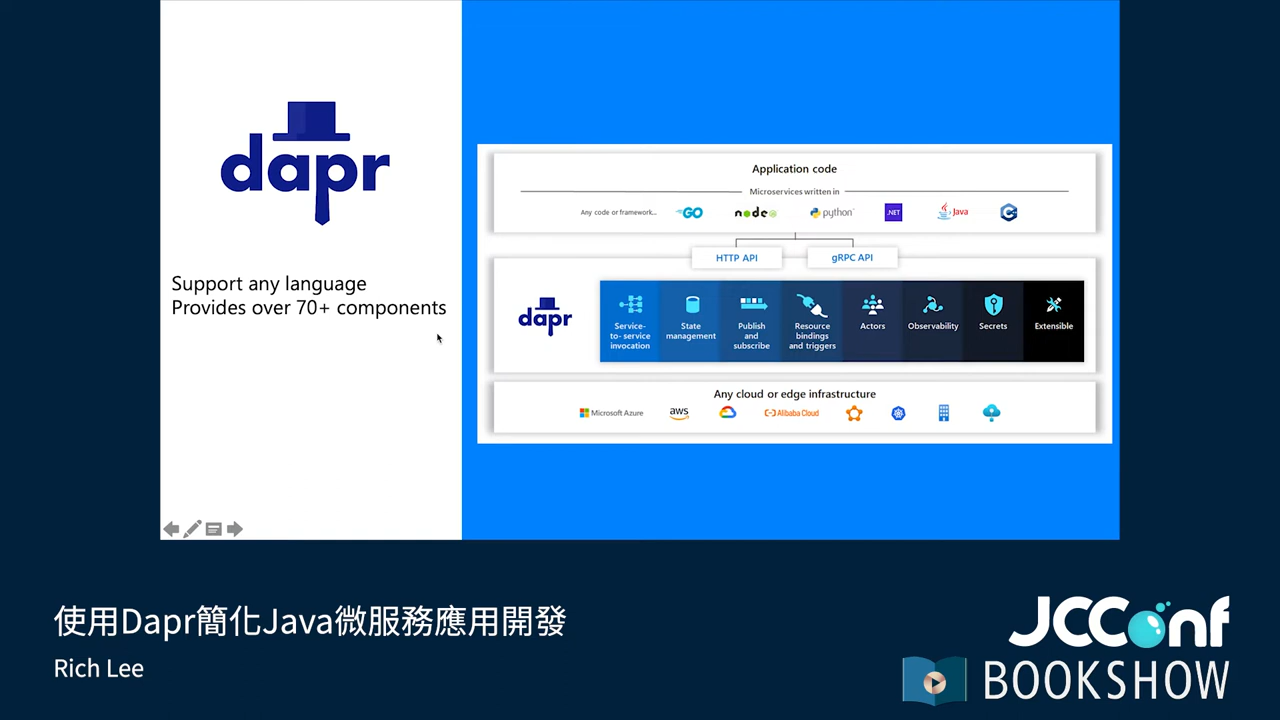 dapr
Support any language
Provides over 70+ components
Application code
Microservices written in
Any code or framework...
GO
node
python
.NET
Java
C++
HTTP API
gRPC API
dapr
Service-
to- service
invocation
State
management
Publish
and
subscribe
Resource
bindings
and triggers
Actors
Observability
Secrets
Extensible
Any cloud or edge infrastructure
Microsoft Azure
aws
Alibaba Cloud
使用Dapr簡化Java微服務應用開發
Rich Lee
JCConf
BOOKSHOW